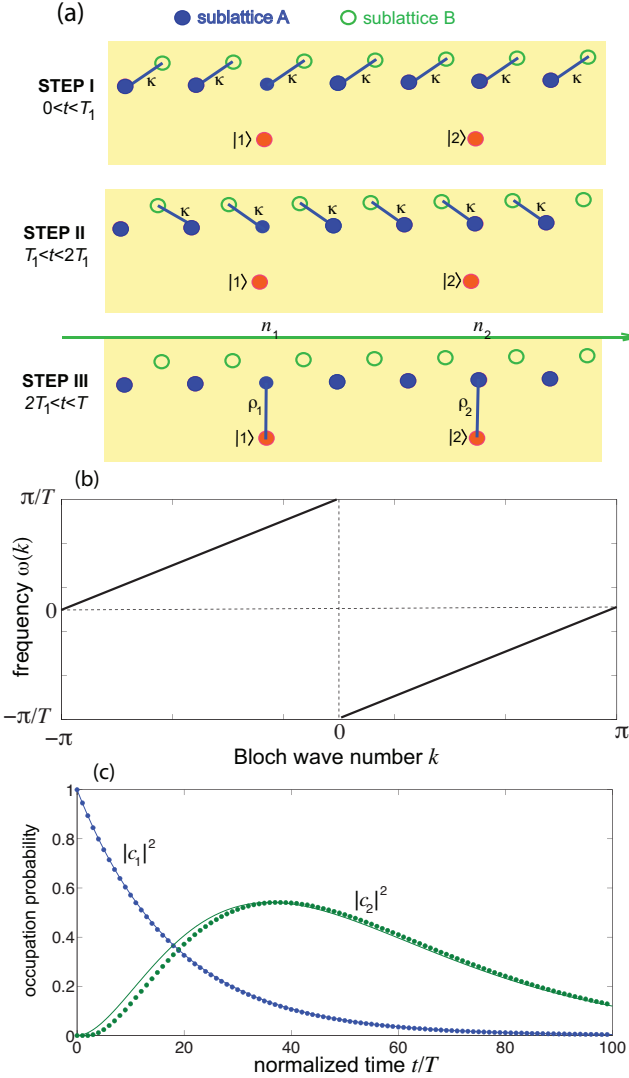 (a)
sublattice A sublattice B
STEP I
0<t<T₁
κ κ κ κ κ κ κ
|1⟩ |2⟩
STEP II
T₁<t<2T₁
κ κ κ κ κ κ
|1⟩ |2⟩
n₁ n₂
STEP III
2T₁<t<T
ρ₁ ρ₂
|1⟩ |2⟩
(b)
π/T
0
−π/T
frequency ω(k)
−π 0 π
Bloch wave number k
(c)
1
0.8
0.6
0.4
0.2
0
occupation probability
|c₁|²
|c₂|²
0 20 40 60 80 100
normalized time t/T